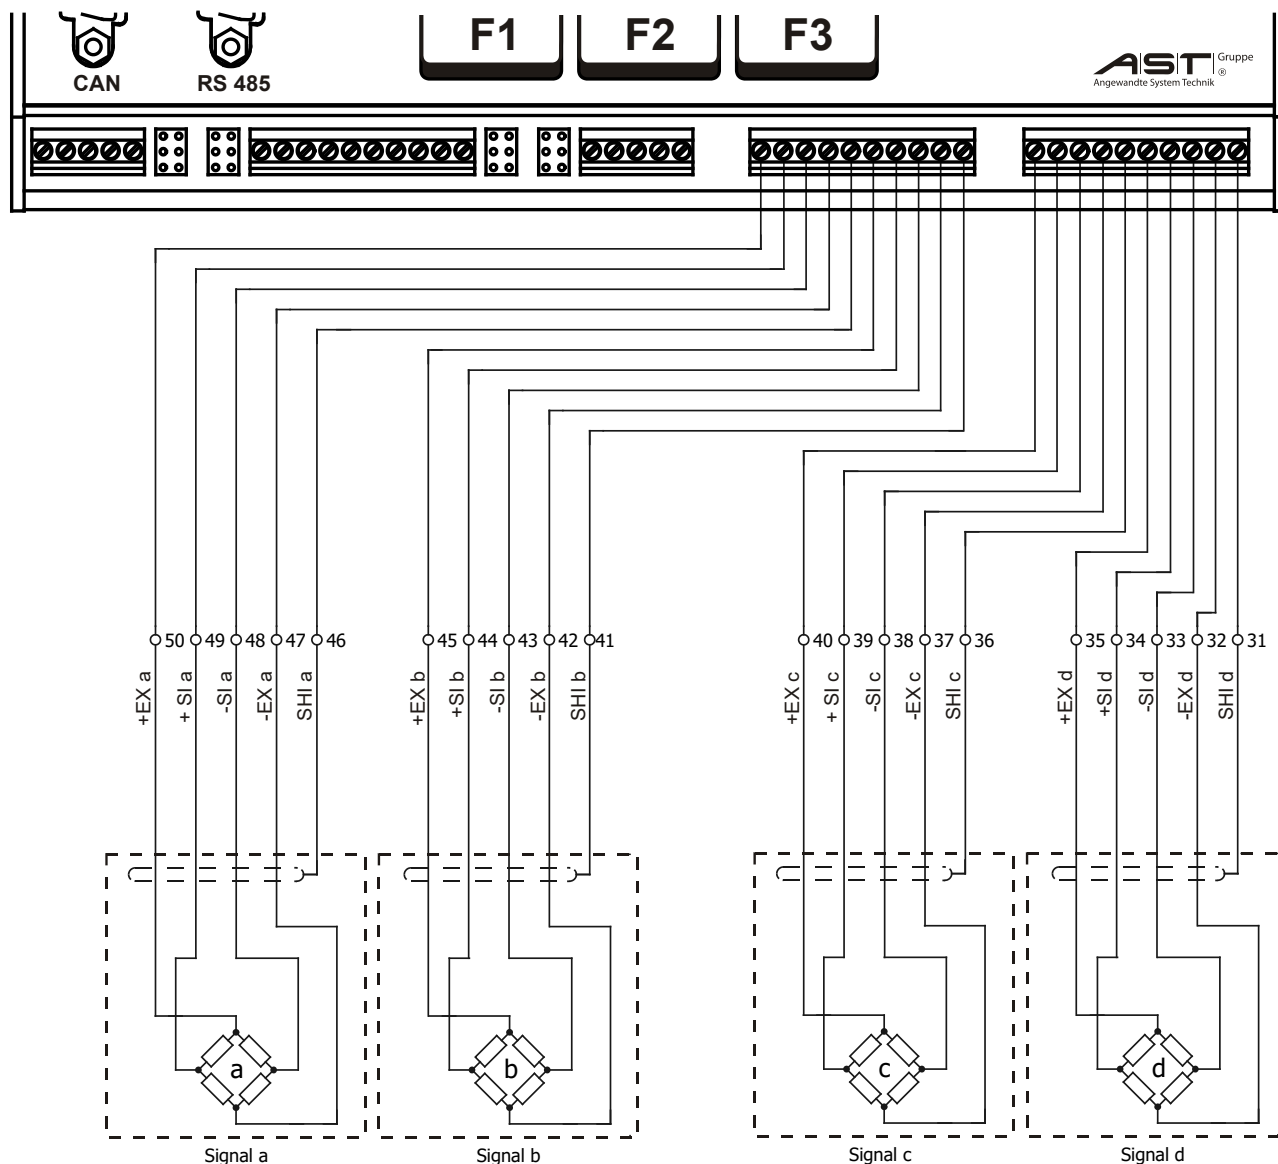 F1 F2 F3
CAN RS 485
AST Gruppe
®
Angewandte System Technik
50 49 48 47 46 45 44 43 42 41 40 39 38 37 36 35 34 33 32 31
+EX a
+ SI a
-SI a
-EX a
SHI a
+EX b
+SI b
-SI b
-EX b
SHI b
+EX c
+ SI c
-SI c
-EX c
SHI c
+EX d
+SI d
-SI d
-EX d
SHI d
a b c d
Signal a Signal b Signal c Signal d